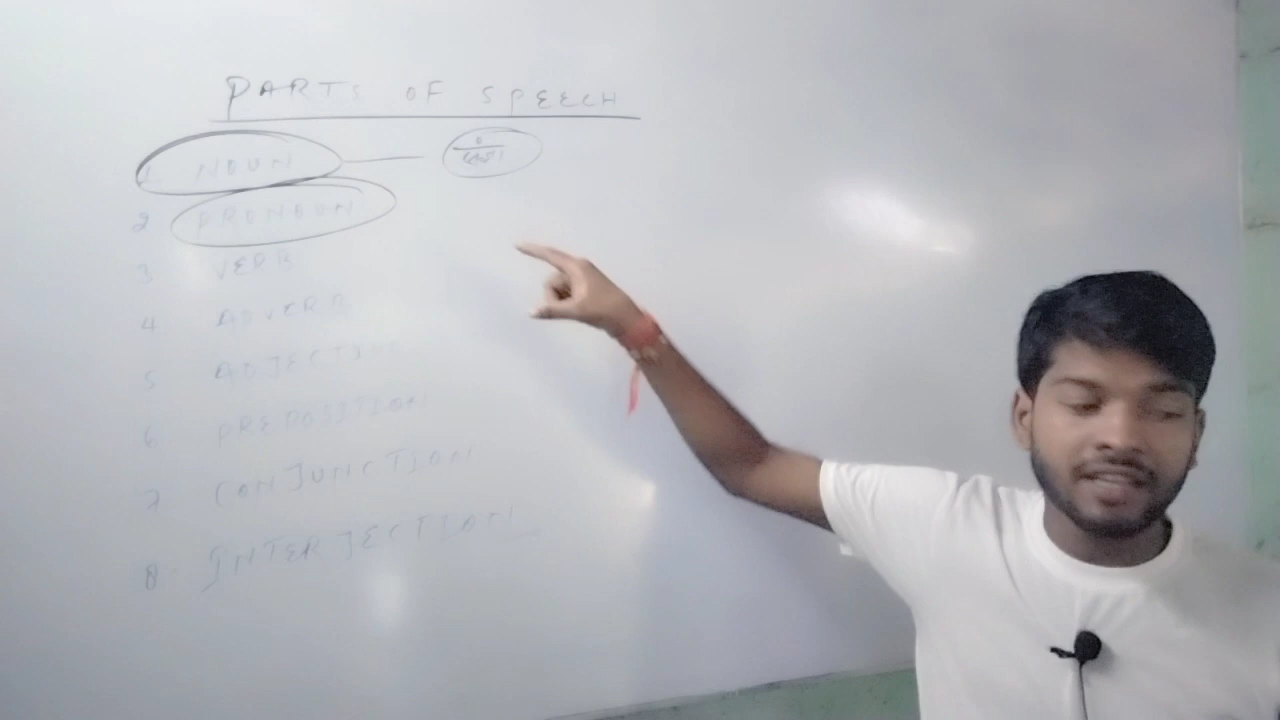 PARTS OF SPEECH
1 NOUN
2 PRONOUN
3 VERB
4 ADVERB
5 ADJECTIVE
6 PREPOSITION
7 CONJUNCTION
8 INTERJECTION